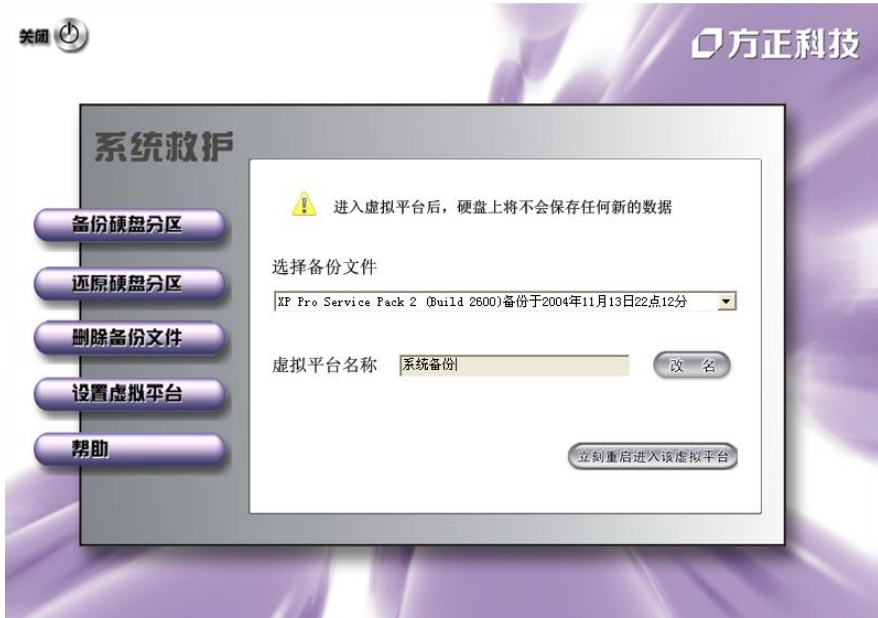 关闭
方正科技
系统救护
进入虚拟平台后，硬盘上将不会保存任何新的数据
备份硬盘分区
选择备份文件
还原硬盘分区
XP Pro Service Pack 2 (Build 2600)备份于2004年11月13日22点12分
删除备份文件
虚拟平台名称 系统备份 改 名
设置虚拟平台
帮助
立刻重启进入该虚拟平台